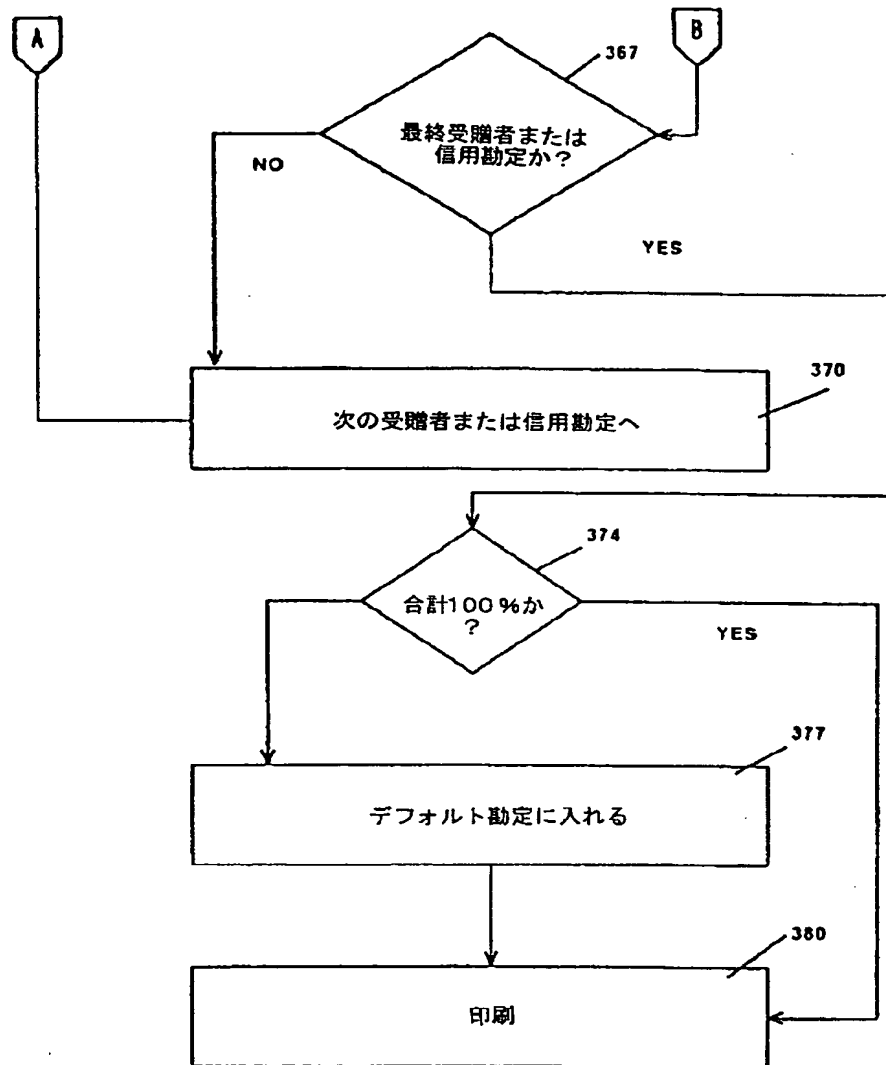 A
B
367
最終受贈者または
信用勘定か?
NO
YES
370
次の受贈者または信用勘定へ
374
合計100%か
?
YES
377
デフォルト勘定に入れる
380
印刷